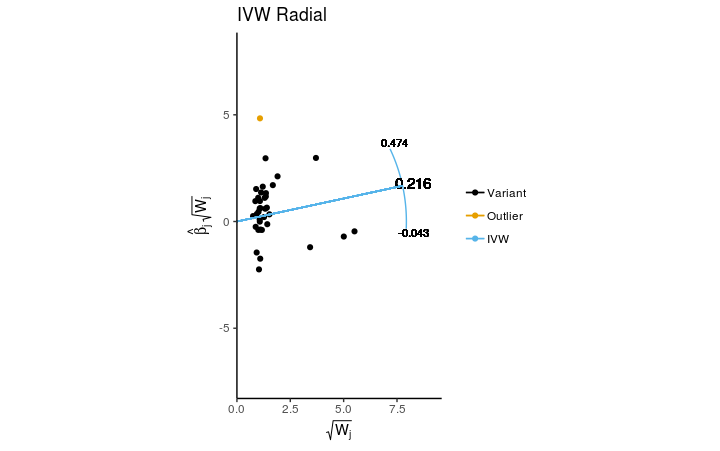 IVW Radial
5
0
-5
β̂j√Wj
0.474
0.216
-0.043
Variant
Outlier
IVW
0.0 2.5 5.0 7.5
√Wj